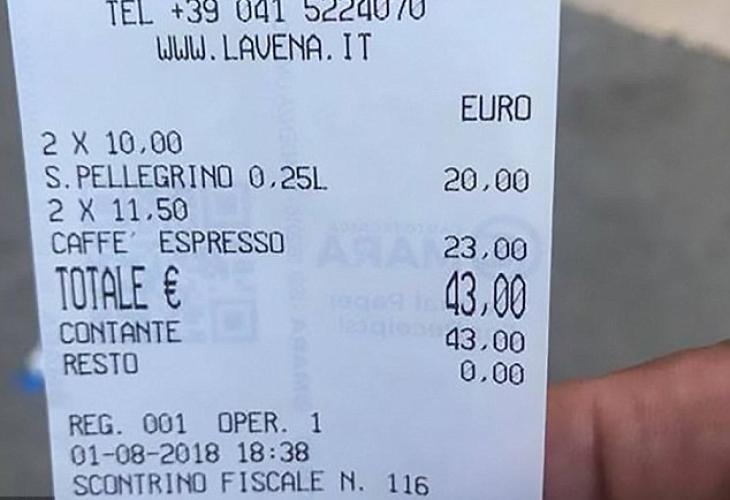 TEL +39 041 5224070
WWW.LAVENA.IT
EURO
2 X 10,00
S.PELLEGRINO 0,25L 20,00
2 X 11,50
CAFFE' ESPRESSO 23,00
TOTALE € 43,00
CONTANTE 43,00
RESTO 0,00
REG. 001 OPER. 1
01-08-2018 18:38
SCONTRINO FISCALE N. 116